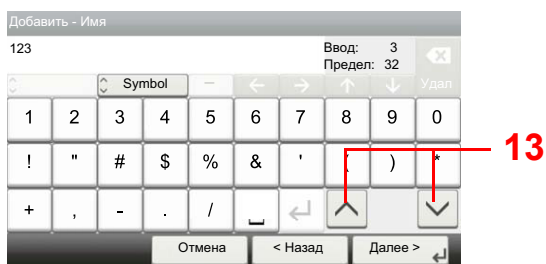 Добавить - Имя
123
Ввод: 3
Предел: 32
Symbol Удал
1 2 3 4 5 6 7 8 9 0
! " # $ % & ' ( ) *
+ , - . /
13
Отмена < Назад Далее >